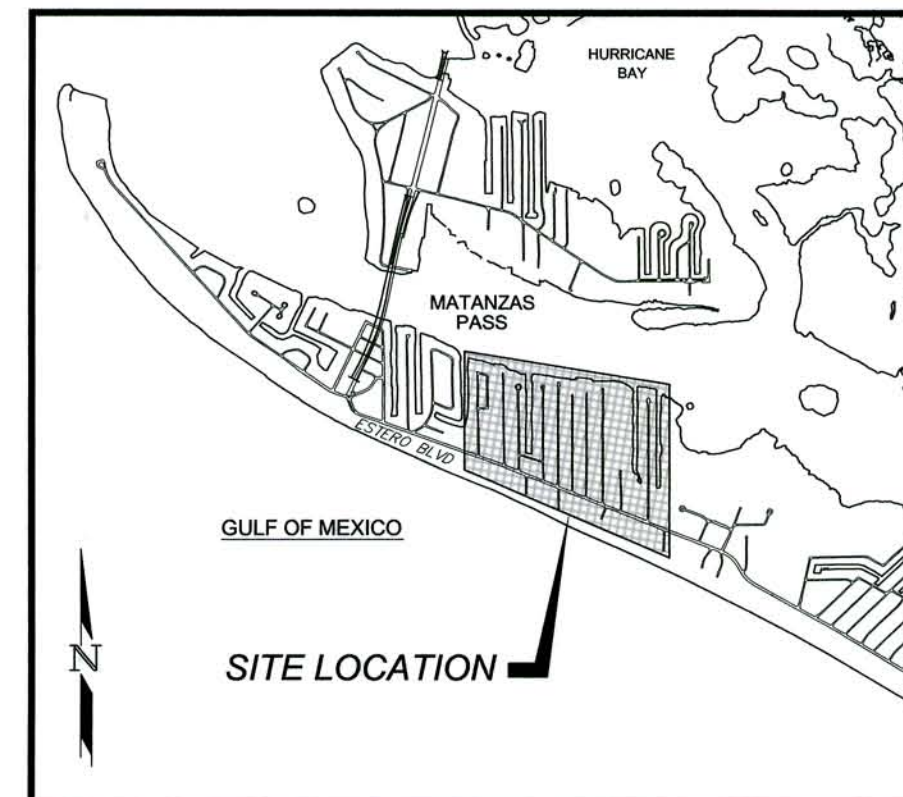 HURRICANE
BAY
MATANZAS
PASS
ESTERO BLVD
GULF OF MEXICO
N
SITE LOCATION